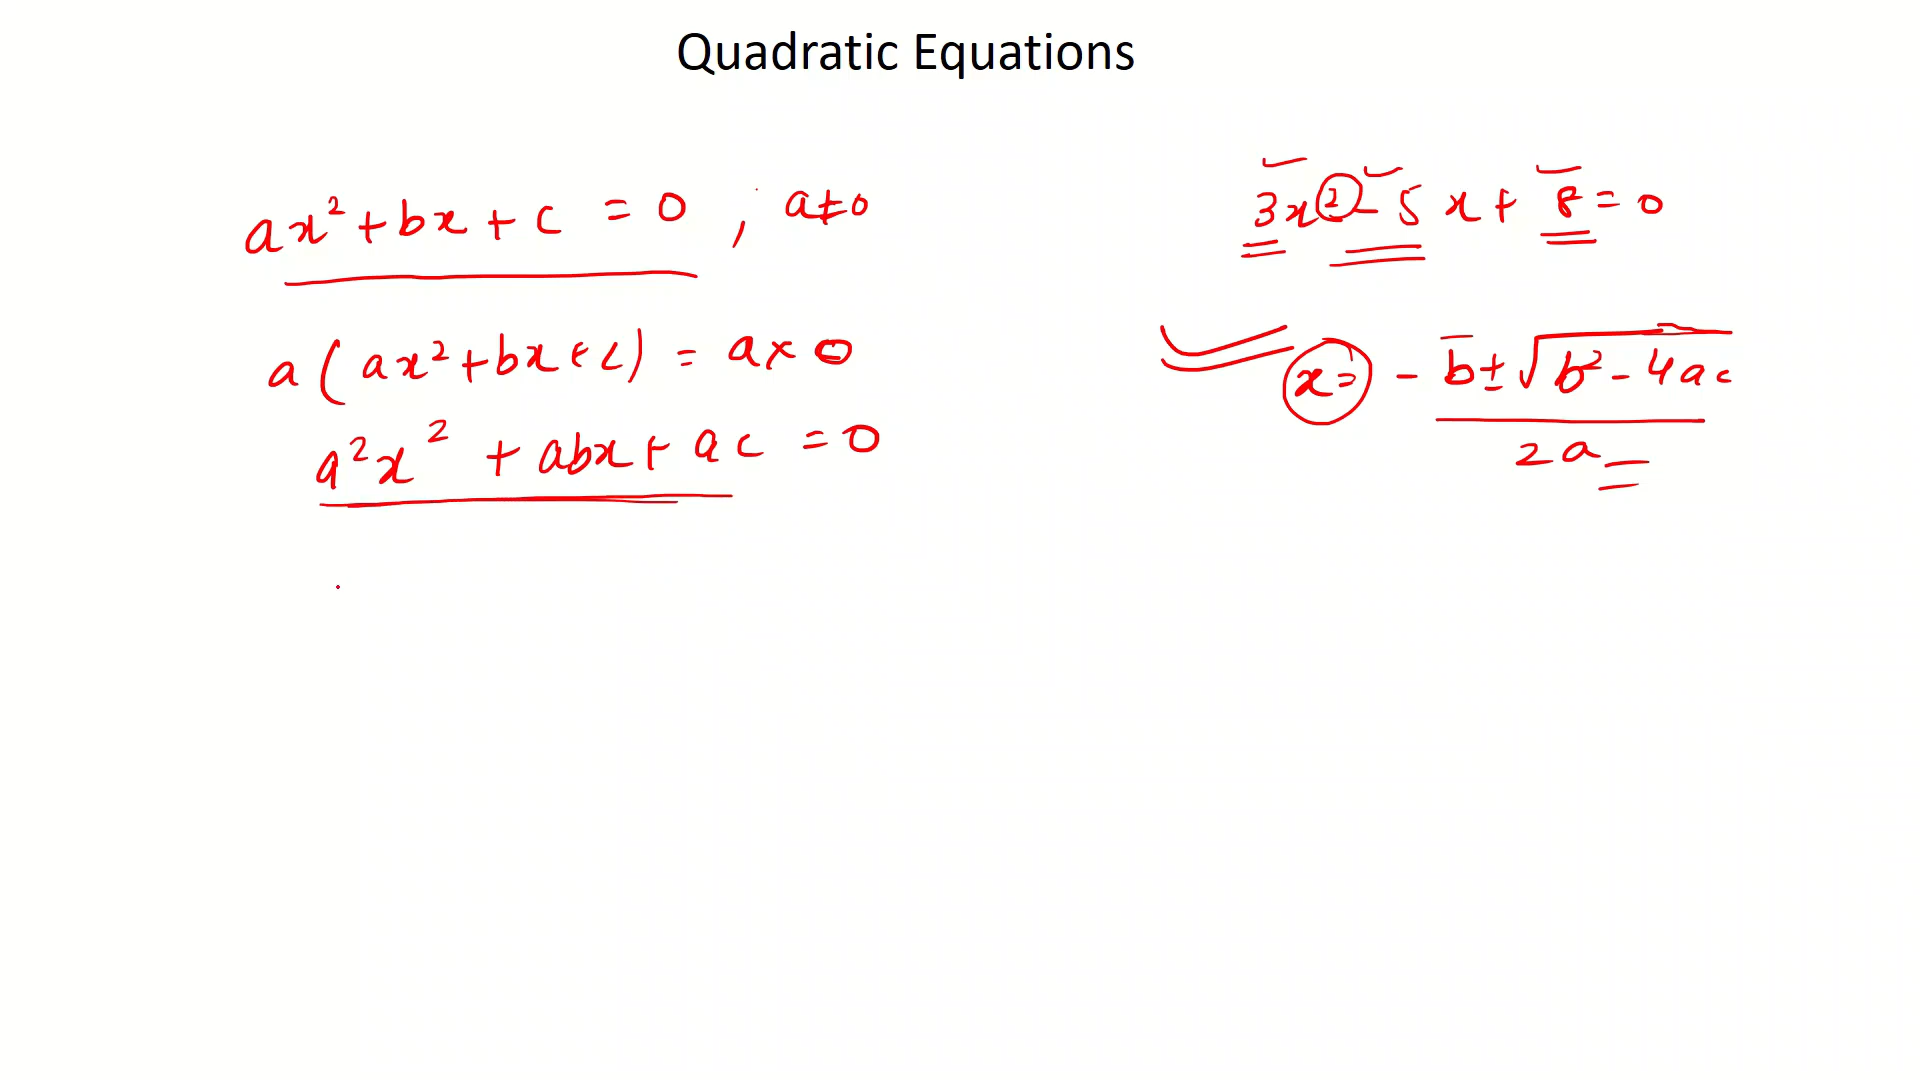 Quadratic Equations
ax² + bx + c = 0 , a ≠ 0
a ( ax² + bx + c ) = a × 0
a²x² + abx + ac = 0
3x² - 5x + 8 = 0
x = - b ± √b² - 4ac
2a